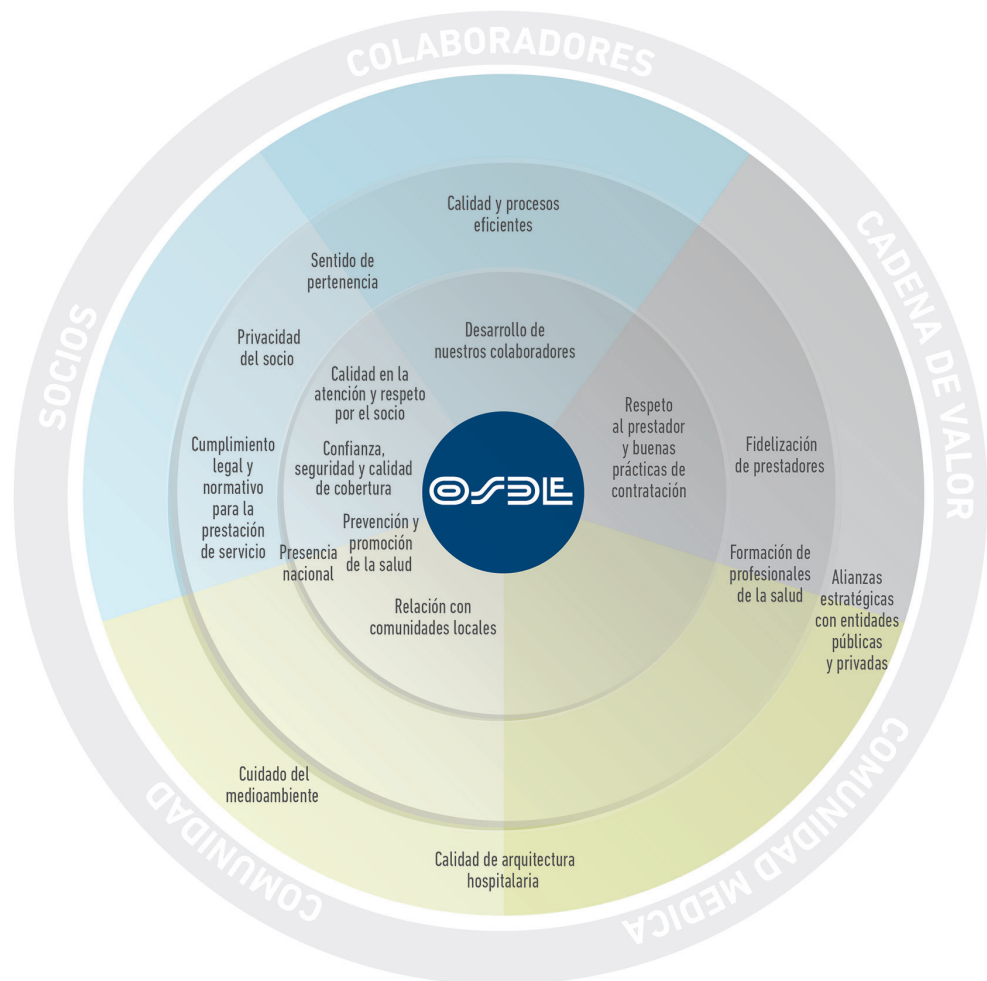 COLABORADORES
CADENA DE VALOR
SOCIOS
Calidad y procesos
eficientes
Sentido de
pertenencia
Privacidad
del socio
Desarrollo de
nuestros colaboradores
Calidad en la
atención y respeto
por el socio
Respeto
al prestador
y buenas
prácticas de
contratación
Fidelización
de prestadores
Cumplimiento
legal y
normativo
para la
prestación
de servicio
Confianza,
seguridad y calidad
de cobertura
OSDE
Prevención y
promoción
de la salud
Presencia
nacional
Formación de
profesionales
de la salud
Alianzas
estratégicas
con entidades
públicas
y privadas
Relación con
comunidades locales
Cuidado del
medioambiente
Calidad de arquitectura
hospitalaria
COMUNIDAD
COMUNIDAD MEDICA